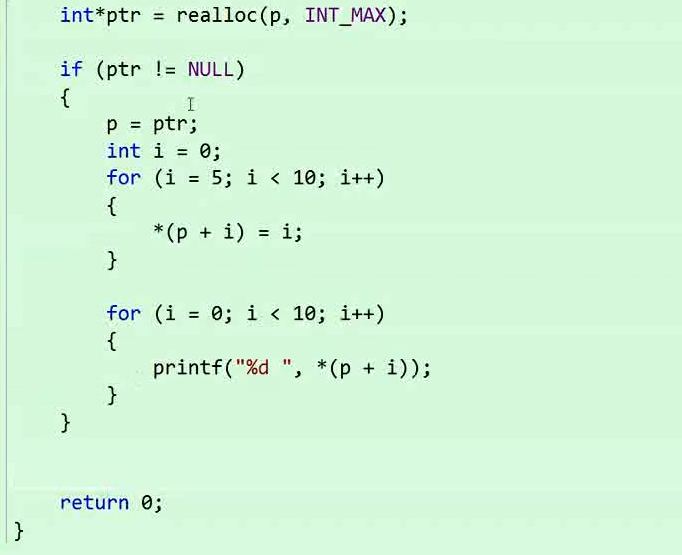 int*ptr = realloc(p, INT_MAX);
if (ptr != NULL)
{
p = ptr;
int i = 0;
for (i = 5; i < 10; i++)
{
*(p + i) = i;
}
for (i = 0; i < 10; i++)
{
printf("%d ", *(p + i));
}
}
return 0;
}